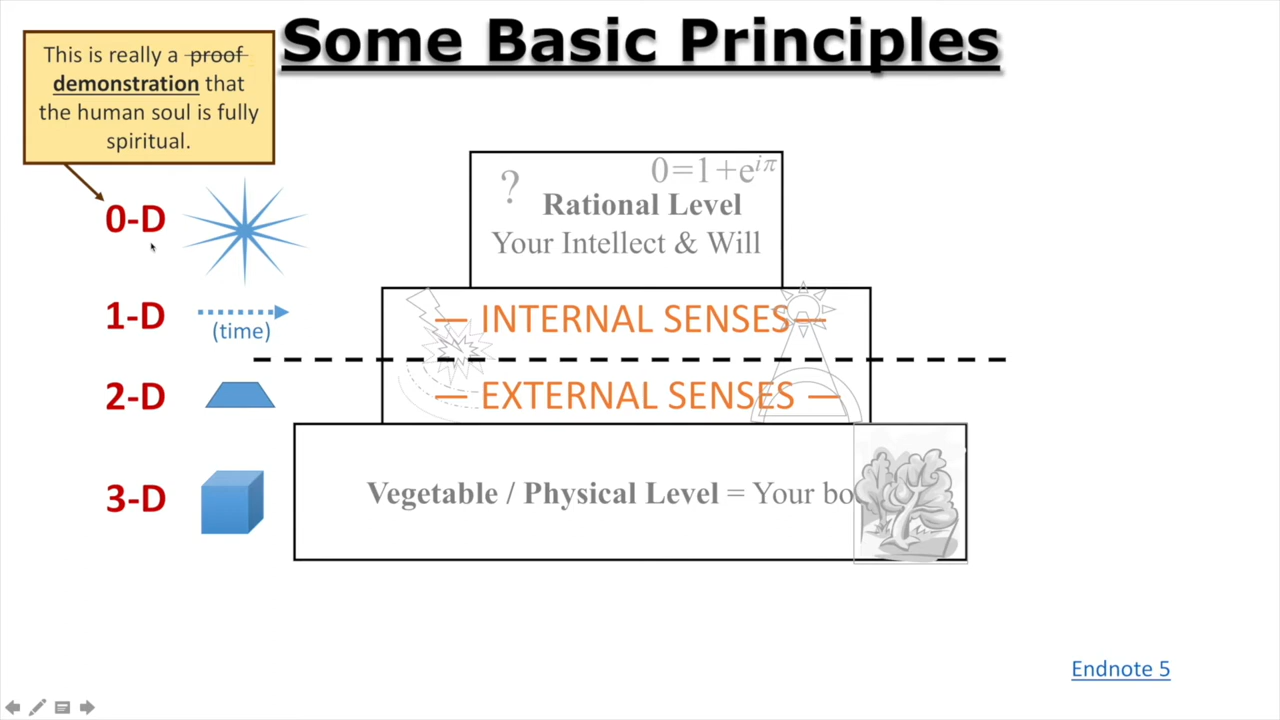 Some Basic Principles
This is really a proof
demonstration that
the human soul is fully
spiritual.
0-D
? 0=1+e^{iπ}
Rational Level
Your Intellect & Will
1-D
(time)
— INTERNAL SENSES —
2-D
— EXTERNAL SENSES —
3-D
Vegetable / Physical Level = Your bo
Endnote 5